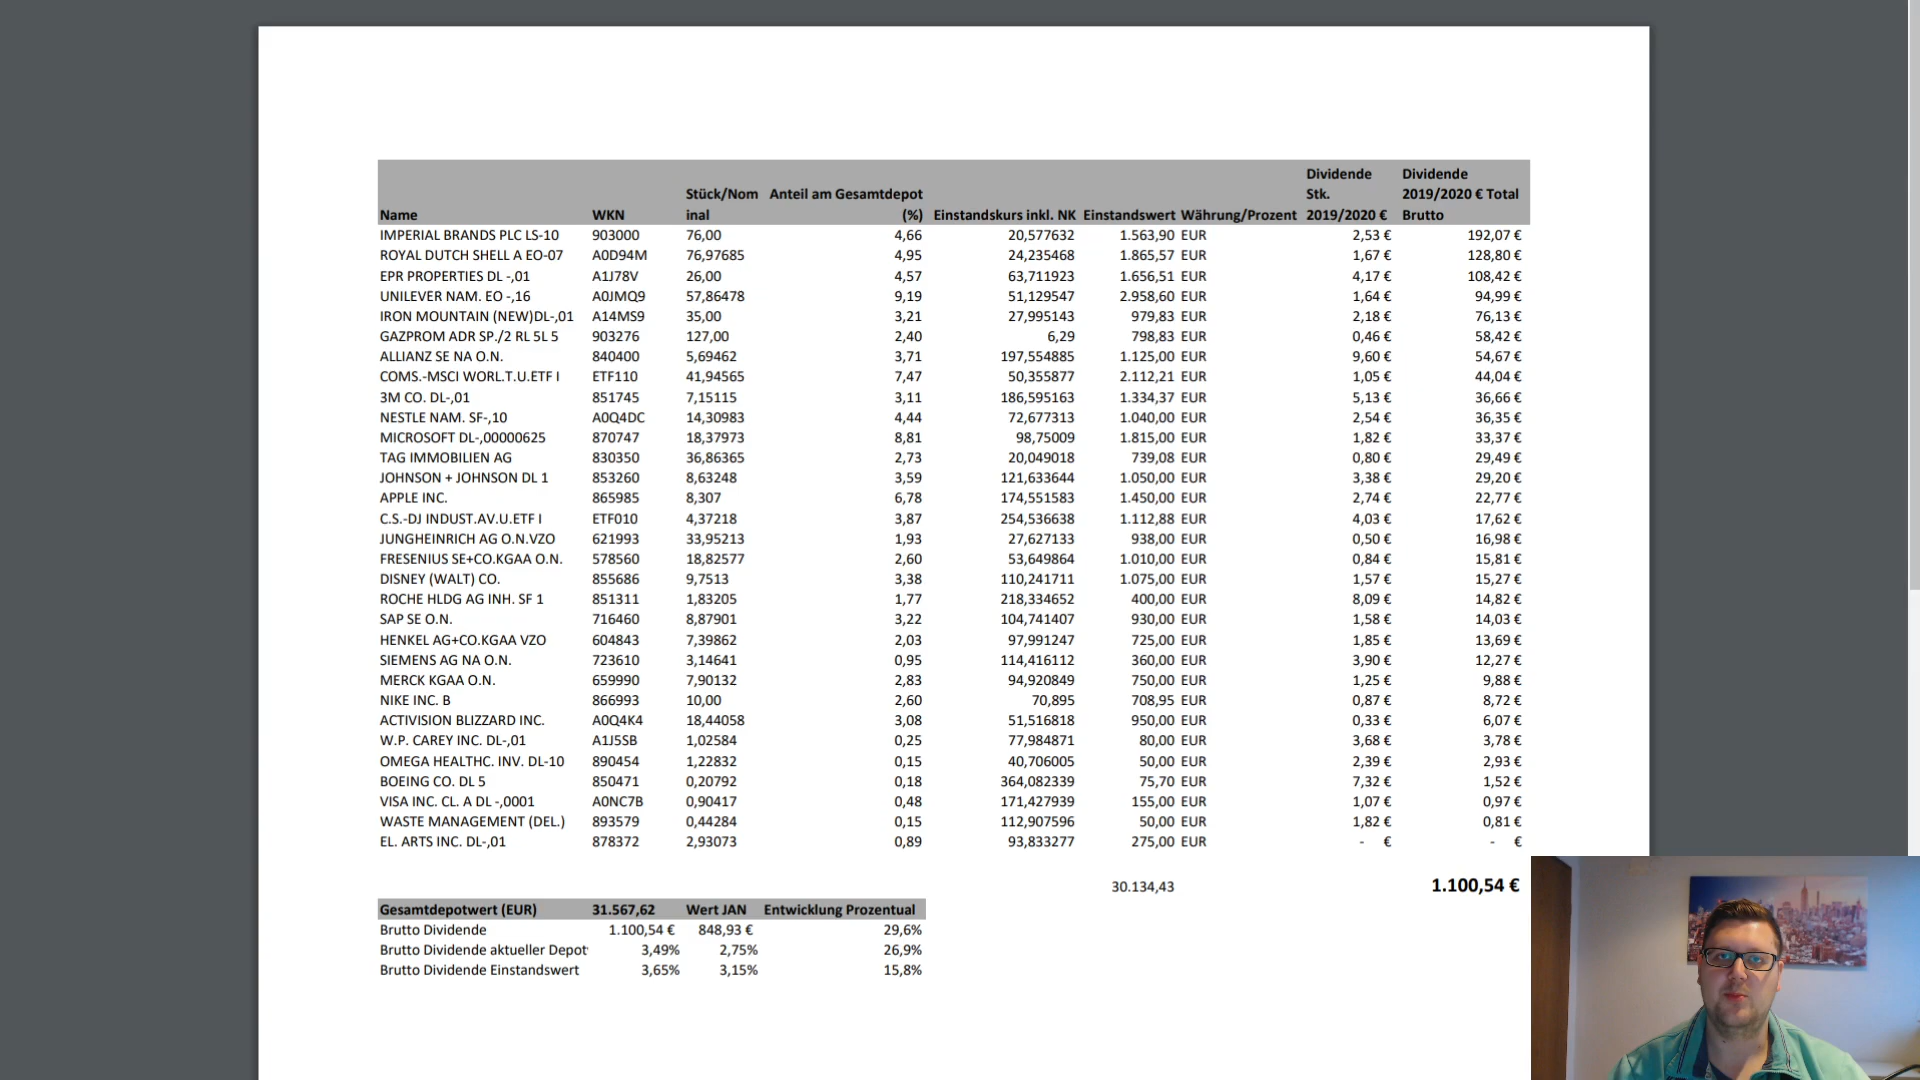 Dividende Dividende
Stück/Nom Anteil am Gesamtdepot Stk. 2019/2020 € Total
Name WKN inal (%) Einstandskurs inkl. NK Einstandswert Währung/Prozent 2019/2020 € Brutto
IMPERIAL BRANDS PLC LS-10 903000 76,00 4,66 20,577632 1.563,90 EUR 2,53 € 192,07 €
ROYAL DUTCH SHELL A EO-07 A0D94M 76,97685 4,95 24,235468 1.865,57 EUR 1,67 € 128,80 €
EPR PROPERTIES DL -,01 A1J78V 26,00 4,57 63,711923 1.656,51 EUR 4,17 € 108,42 €
UNILEVER NAM. EO -,16 A0JMQ9 57,86478 9,19 51,129547 2.958,60 EUR 1,64 € 94,99 €
IRON MOUNTAIN (NEW)DL-,01 A14MS9 35,00 3,21 27,995143 979,83 EUR 2,18 € 76,13 €
GAZPROM ADR SP./2 RL 5L 5 903276 127,00 2,40 6,29 798,83 EUR 0,46 € 58,42 €
ALLIANZ SE NA O.N. 840400 5,69462 3,71 197,554885 1.125,00 EUR 9,60 € 54,67 €
COMS.-MSCI WORL.T.U.ETF I ETF110 41,94565 7,47 50,355877 2.112,21 EUR 1,05 € 44,04 €
3M CO. DL-,01 851745 7,15115 3,11 186,595163 1.334,37 EUR 5,13 € 36,66 €
NESTLE NAM. SF-,10 A0Q4DC 14,30983 4,44 72,677313 1.040,00 EUR 2,54 € 36,35 €
MICROSOFT DL-,00000625 870747 18,37973 8,81 98,75009 1.815,00 EUR 1,82 € 33,37 €
TAG IMMOBILIEN AG 830350 36,86365 2,73 20,049018 739,08 EUR 0,80 € 29,49 €
JOHNSON + JOHNSON DL 1 853260 8,63248 3,59 121,633644 1.050,00 EUR 3,38 € 29,20 €
APPLE INC. 865985 8,307 6,78 174,551583 1.450,00 EUR 2,74 € 22,77 €
C.S.-DJ INDUST.AV.U.ETF I ETF010 4,37218 3,87 254,536638 1.112,88 EUR 4,03 € 17,62 €
JUNGHEINRICH AG O.N.VZO 621993 33,95213 1,93 27,627133 938,00 EUR 0,50 € 16,98 €
FRESENIUS SE+CO.KGAA O.N. 578560 18,82577 2,60 53,649864 1.010,00 EUR 0,84 € 15,81 €
DISNEY (WALT) CO. 855686 9,7513 3,38 110,241711 1.075,00 EUR 1,57 € 15,27 €
ROCHE HLDG AG INH. SF 1 851311 1,83205 1,77 218,334652 400,00 EUR 8,09 € 14,82 €
SAP SE O.N. 716460 8,87901 3,22 104,741407 930,00 EUR 1,58 € 14,03 €
HENKEL AG+CO.KGAA VZO 604843 7,39862 2,03 97,991247 725,00 EUR 1,85 € 13,69 €
SIEMENS AG NA O.N. 723610 3,14641 0,95 114,416112 360,00 EUR 3,90 € 12,27 €
MERCK KGAA O.N. 659990 7,90132 2,83 94,920849 750,00 EUR 1,25 € 9,88 €
NIKE INC. B 866993 10,00 2,60 70,895 708,95 EUR 0,87 € 8,72 €
ACTIVISION BLIZZARD INC. A0Q4K4 18,44058 3,08 51,516818 950,00 EUR 0,33 € 6,07 €
W.P. CAREY INC. DL-,01 A1J5SB 1,02584 0,25 77,984871 80,00 EUR 3,68 € 3,78 €
OMEGA HEALTHC. INV. DL-10 890454 1,22832 0,15 40,706005 50,00 EUR 2,39 € 2,93 €
BOEING CO. DL 5 850471 0,20792 0,18 364,082339 75,70 EUR 7,32 € 1,52 €
VISA INC. CL. A DL -,0001 A0NC7B 0,90417 0,48 171,427939 155,00 EUR 1,07 € 0,97 €
WASTE MANAGEMENT (DEL.) 893579 0,44284 0,15 112,907596 50,00 EUR 1,82 € 0,81 €
EL. ARTS INC. DL-,01 878372 2,93073 0,89 93,833277 275,00 EUR - € - €
30.134,43 1.100,54 €
Gesamtdepotwert (EUR) 31.567,62 Wert JAN Entwicklung Prozentual
Brutto Dividende 1.100,54 € 848,93 € 29,6%
Brutto Dividende aktueller Depot 3,49% 2,75% 26,9%
Brutto Dividende Einstandswert 3,65% 3,15% 15,8%